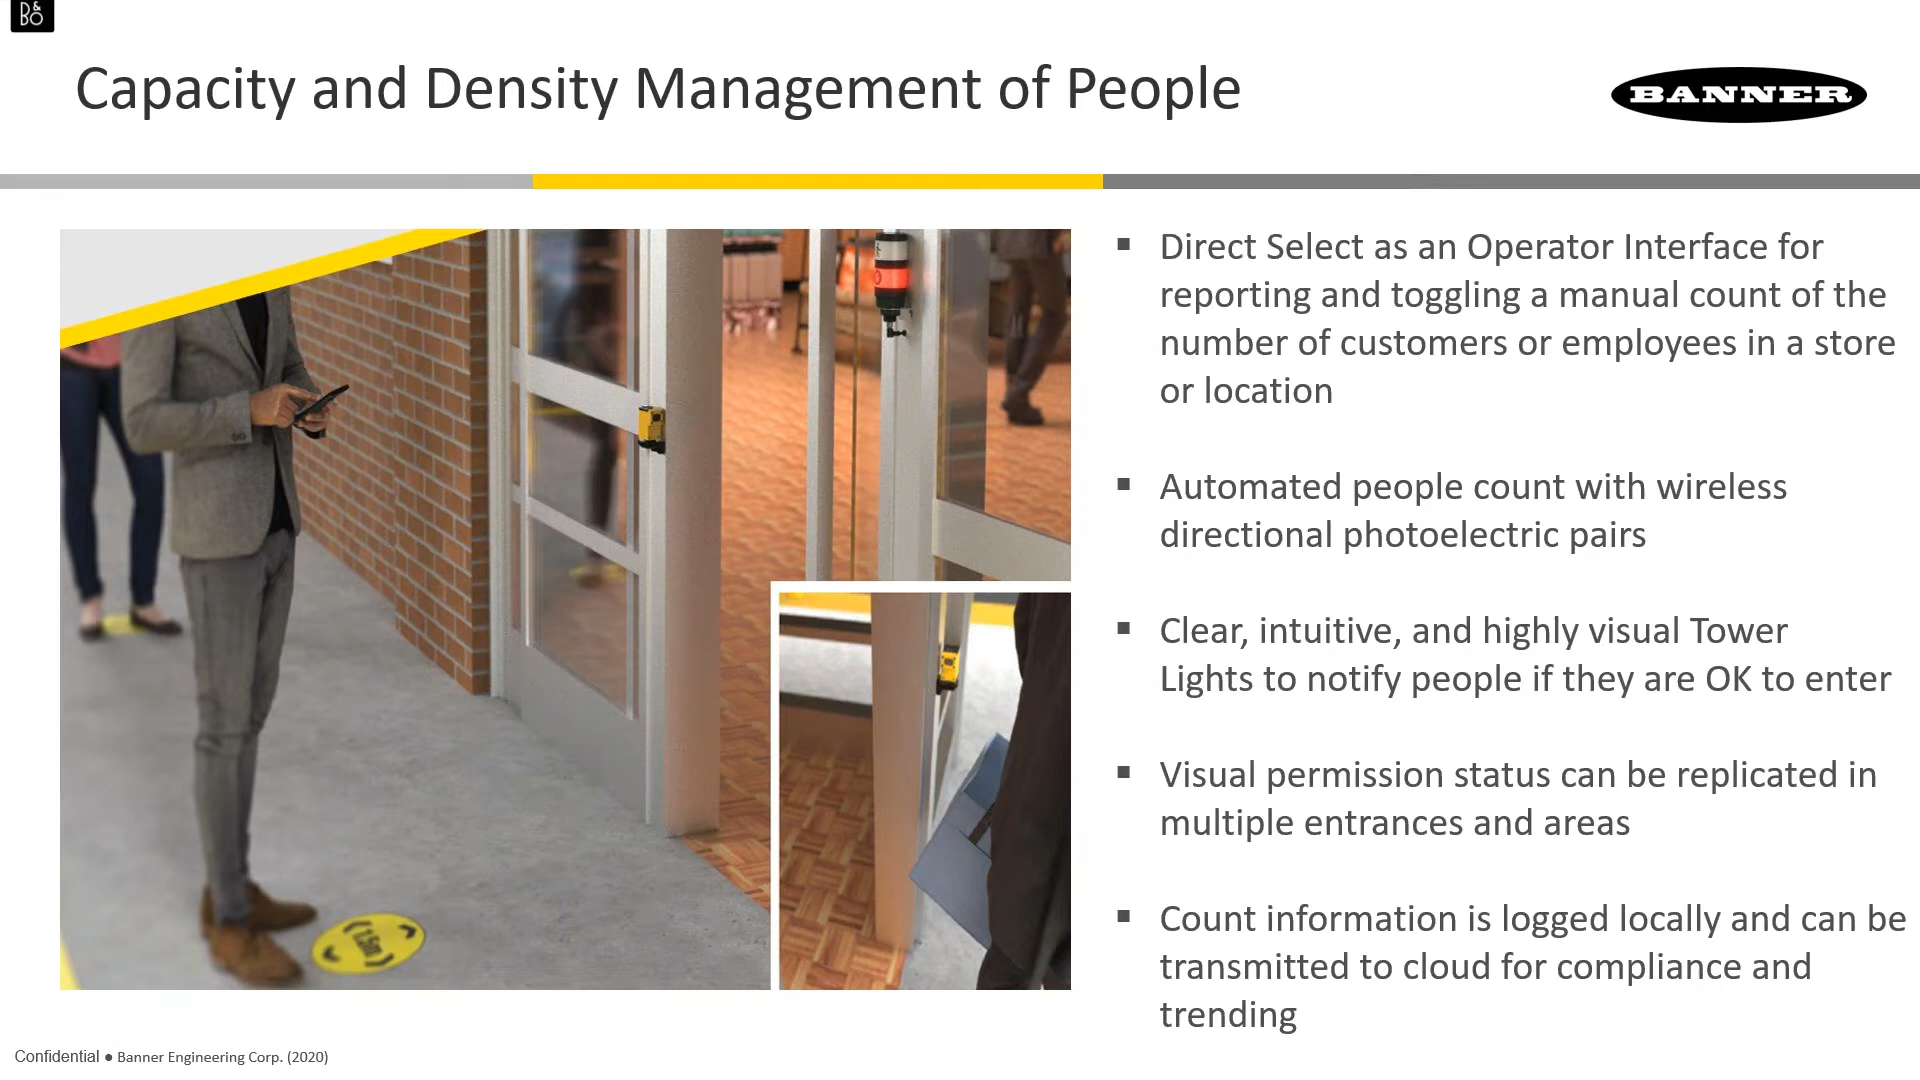 B&O
Capacity and Density Management of People
BANNER
Direct Select as an Operator Interface for
reporting and toggling a manual count of the
number of customers or employees in a store
or location
Automated people count with wireless
directional photoelectric pairs
Clear, intuitive, and highly visual Tower
Lights to notify people if they are OK to enter
Visual permission status can be replicated in
multiple entrances and areas
Count information is logged locally and can be
transmitted to cloud for compliance and
trending
1.5m
Confidential ● Banner Engineering Corp. (2020)